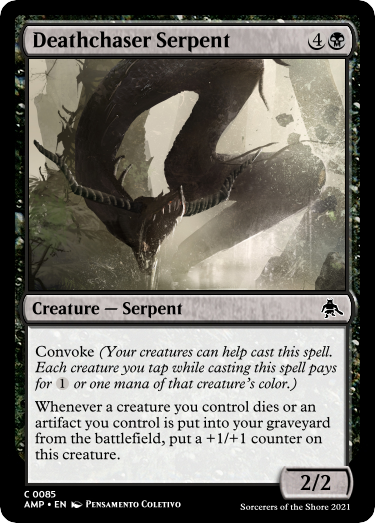 Deathchaser Serpent 4
Creature — Serpent
Convoke (Your creatures can help cast this spell.
Each creature you tap while casting this spell pays
for 1 or one mana of that creature's color.)
Whenever a creature you control dies or an
artifact you control is put into your graveyard
from the battlefield, put a +1/+1 counter on
this creature.
2/2
C 0085
AMP • EN Pensamento Coletivo
Sorcerers of the Shore 2021